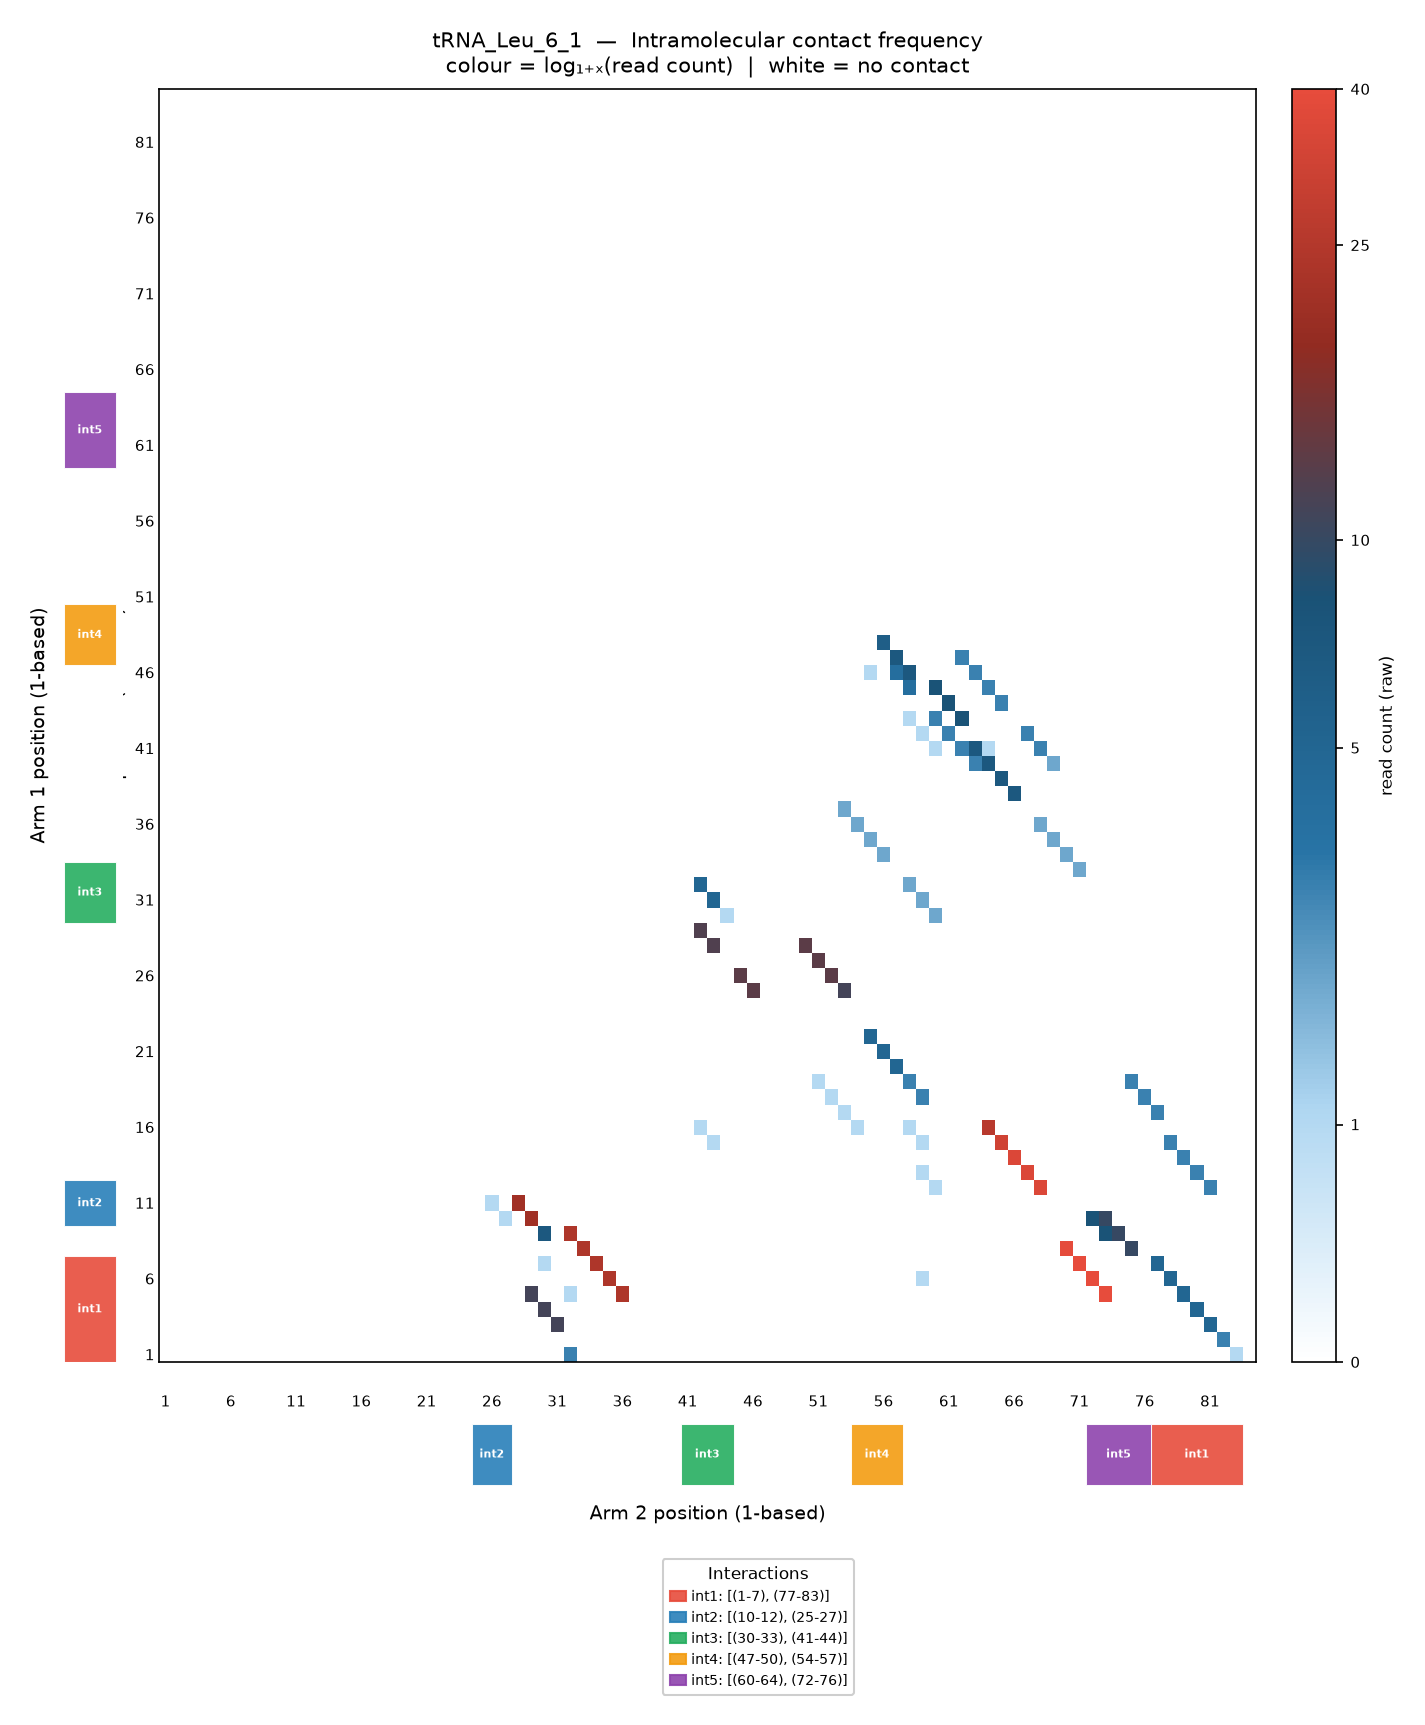 tRNA_Leu_6_1  —  Intramolecular contact frequency
colour = log₁₊ₓ(read count)  |  white = no contact
81
76
71
66
61
56
51
46
41
36
31
26
21
16
11
6
1
int5
int4
int3
int2
int1
Arm 1 position (1-based)
40
25
10
5
1
0
read count (raw)
1 6 11 16 21 26 31 36 41 46 51 56 61 66 71 76 81
int2 int3 int4 int5 int1
Arm 2 position (1-based)
Interactions
int1: [(1-7), (77-83)]
int2: [(10-12), (25-27)]
int3: [(30-33), (41-44)]
int4: [(47-50), (54-57)]
int5: [(60-64), (72-76)]